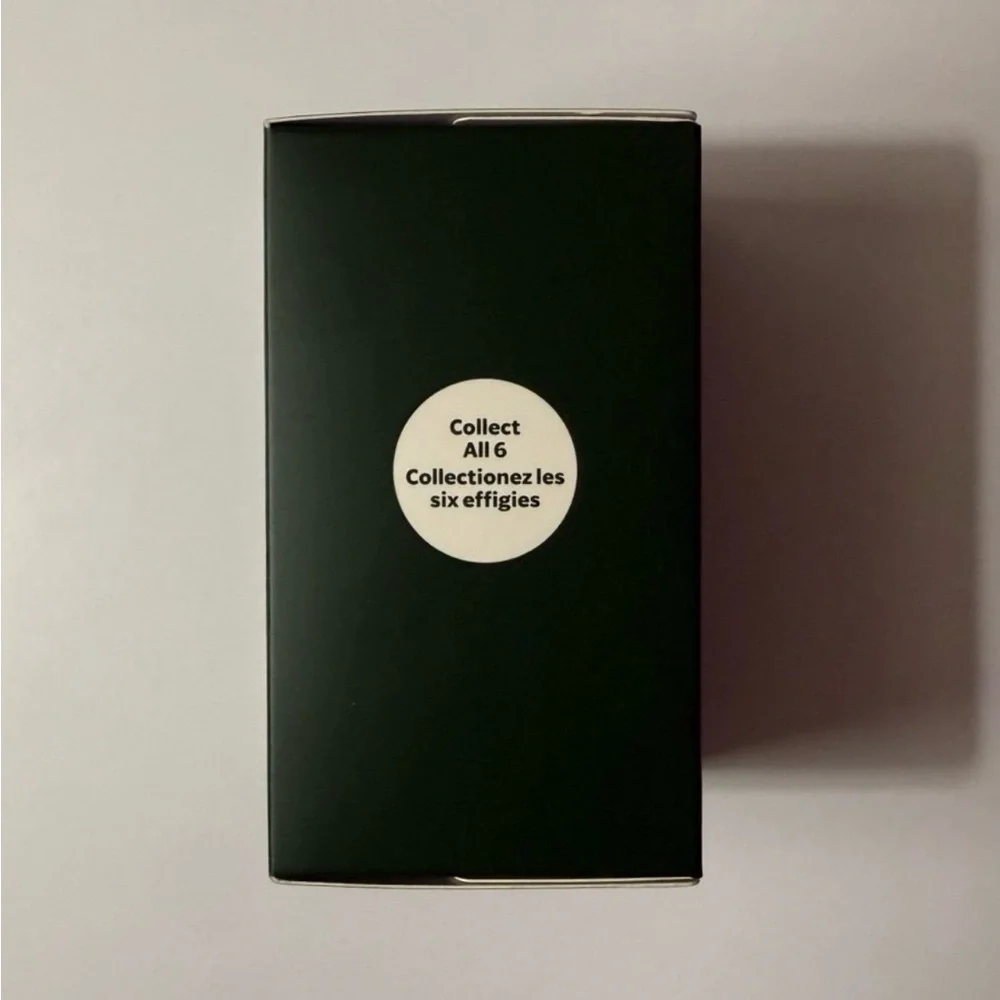 Collect
All 6
Collectionez les
six effigies